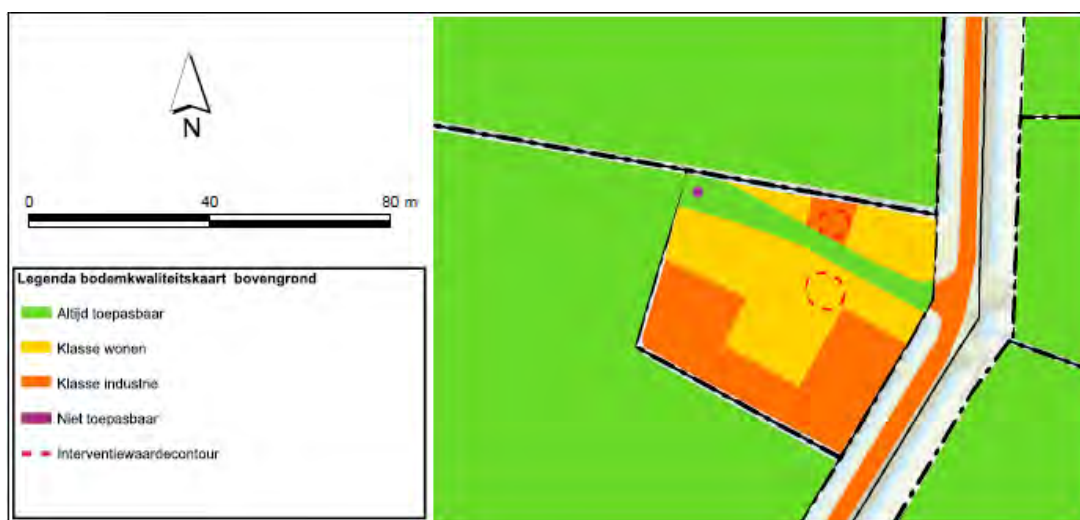 N
0 40 80 m
Legenda bodemkwaliteitskaart bovengrond
Altijd toepasbaar
Klasse wonen
Klasse industrie
Niet toepasbaar
Interventiewaardecontour